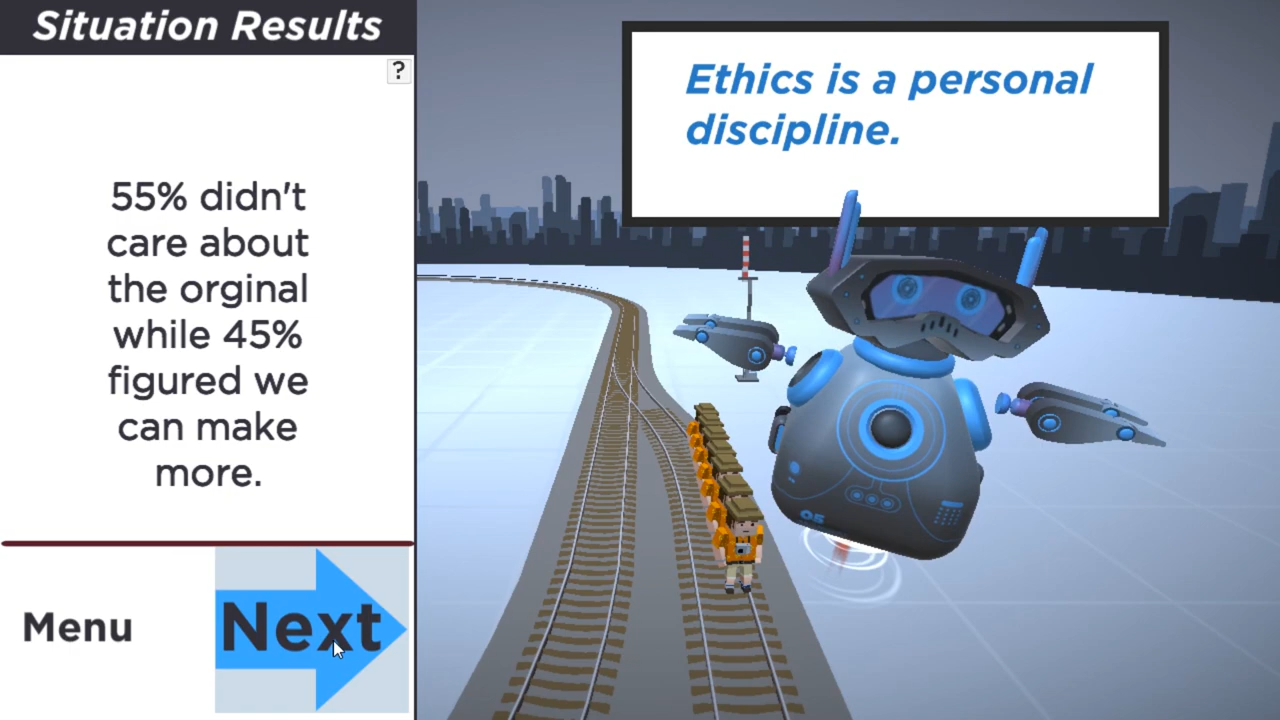 Situation Results
?
55% didn't
care about
the orginal
while 45%
figured we
can make
more.
Menu
Next
Ethics is a personal
discipline.
05